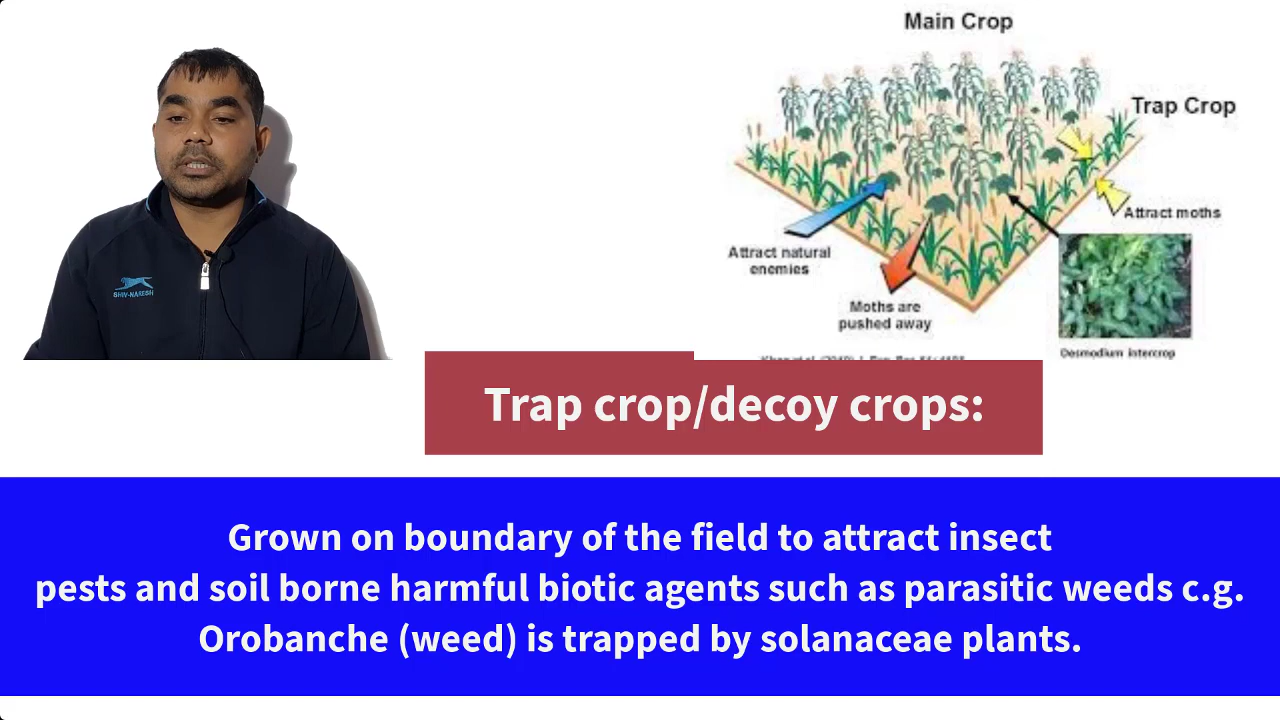 Main Crop
Trap Crop
Attract moths
Attract natural
enemies
Moths are
pushed away
Desmodium intercrop
SHIV-NARESH
Trap crop/decoy crops:
Grown on boundary of the field to attract insect
pests and soil borne harmful biotic agents such as parasitic weeds c.g.
Orobanche (weed) is trapped by solanaceae plants.